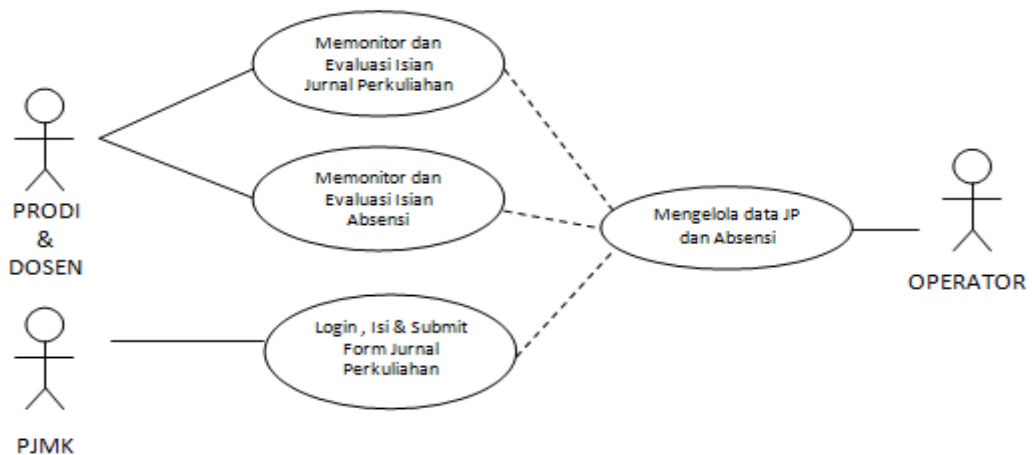 Memonitor dan
Evaluasi Isian
Jurnal Perkuliahan
PRODI
&
DOSEN
Memonitor dan
Evaluasi Isian
Absensi
Mengelola data JP
dan Absensi
OPERATOR
Login , Isi & Submit
Form Jurnal
Perkuliahan
PJMK